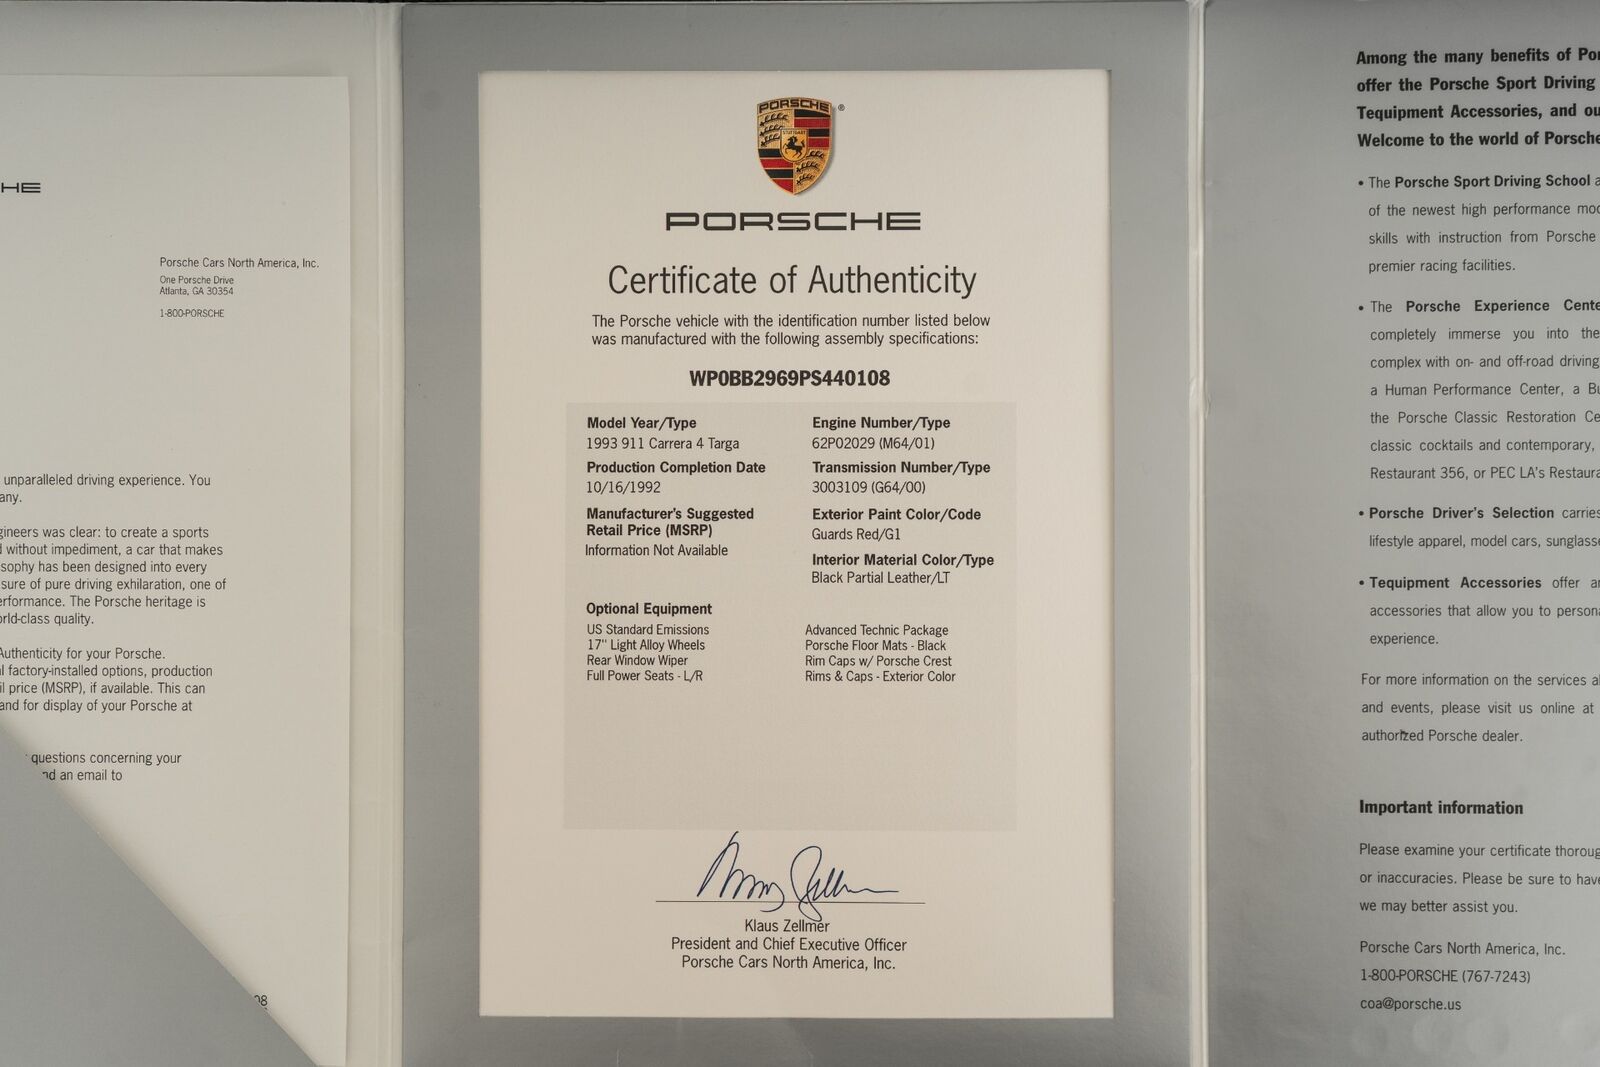 HE
Porsche Cars North America, Inc.
One Porsche Drive
Atlanta, GA 30354
1-800-PORSCHE
unparalleled driving experience. You
any.
gineers was clear: to create a sports
d without impediment, a car that makes
sophy has been designed into every
sure of pure driving exhilaration, one of
erformance. The Porsche heritage is
orld-class quality.
Authenticity for your Porsche.
al factory-installed options, production
il price (MSRP), if available. This can
and for display of your Porsche at
questions concerning your
nd an email to
08
PORSCHE
STUTTGART
®
PORSCHE
Certificate of Authenticity
The Porsche vehicle with the identification number listed below
was manufactured with the following assembly specifications:
WP0BB2969PS440108
Model Year/Type
1993 911 Carrera 4 Targa
Production Completion Date
10/16/1992
Manufacturer's Suggested
Retail Price (MSRP)
Information Not Available
Engine Number/Type
62P02029 (M64/01)
Transmission Number/Type
3003109 (G64/00)
Exterior Paint Color/Code
Guards Red/G1
Interior Material Color/Type
Black Partial Leather/LT
Optional Equipment
US Standard Emissions
17" Light Alloy Wheels
Rear Window Wiper
Full Power Seats - L/R
Advanced Technic Package
Porsche Floor Mats - Black
Rim Caps w/ Porsche Crest
Rims & Caps - Exterior Color
Klaus Zellmer
President and Chief Executive Officer
Porsche Cars North America, Inc.
Among the many benefits of Por
offer the Porsche Sport Driving
Tequipment Accessories, and ou
Welcome to the world of Porsche
• The Porsche Sport Driving School a
of the newest high performance mod
skills with instruction from Porsche
premier racing facilities.
• The Porsche Experience Cente
completely immerse you into the
complex with on- and off-road driving
a Human Performance Center, a Bu
the Porsche Classic Restoration Ce
classic cocktails and contemporary,
Restaurant 356, or PEC LA's Restaura
• Porsche Driver's Selection carries
lifestyle apparel, model cars, sunglasse
• Tequipment Accessories offer an
accessories that allow you to persona
experience.
For more information on the services al
and events, please visit us online at
authorized Porsche dealer.
Important information
Please examine your certificate thoroug
or inaccuracies. Please be sure to have
we may better assist you.
Porsche Cars North America, Inc.
1-800-PORSCHE (767-7243)
coa@porsche.us